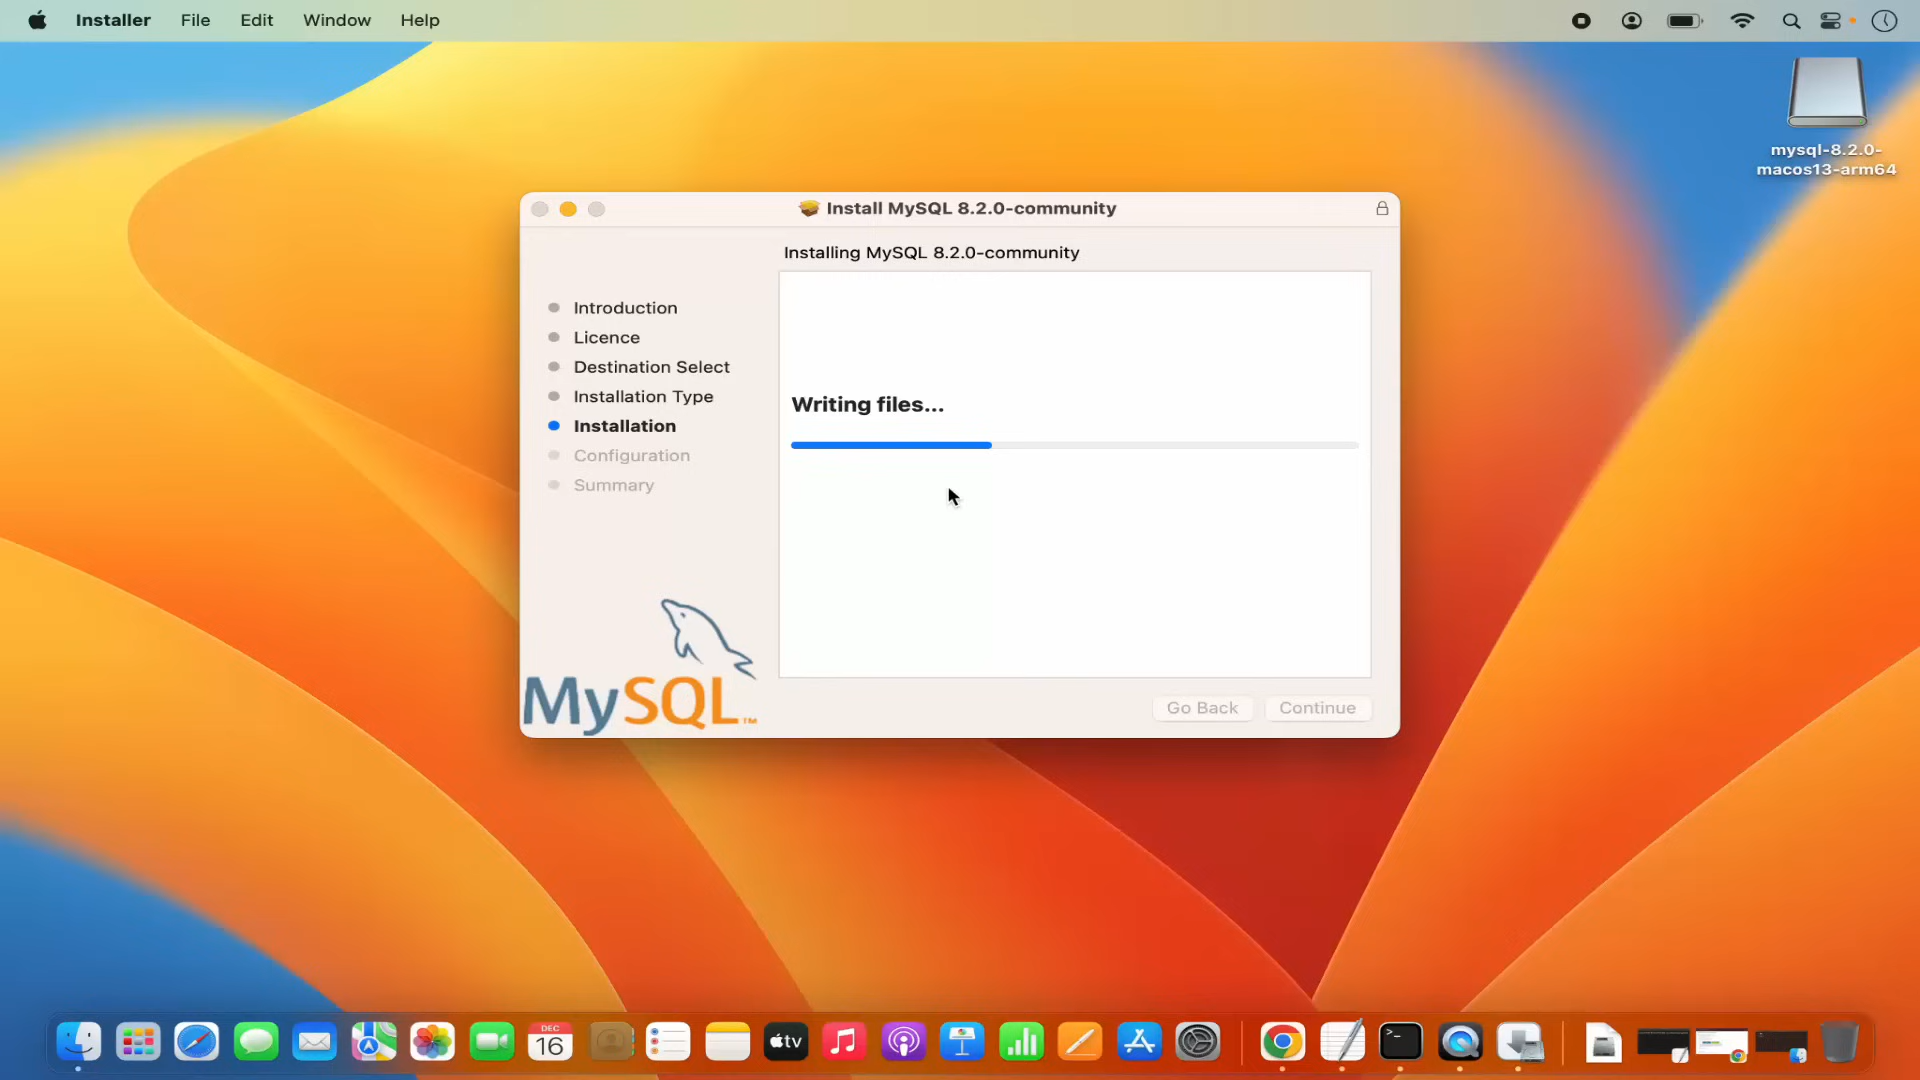 Installer File Edit Window Help
mysql-8.2.0-
macos13-arm64
Install MySQL 8.2.0-community
Installing MySQL 8.2.0-community
Introduction
Licence
Destination Select
Installation Type
Installation
Configuration
Summary
Writing files...
MySQL™
Go Back Continue
DEC
16
tv